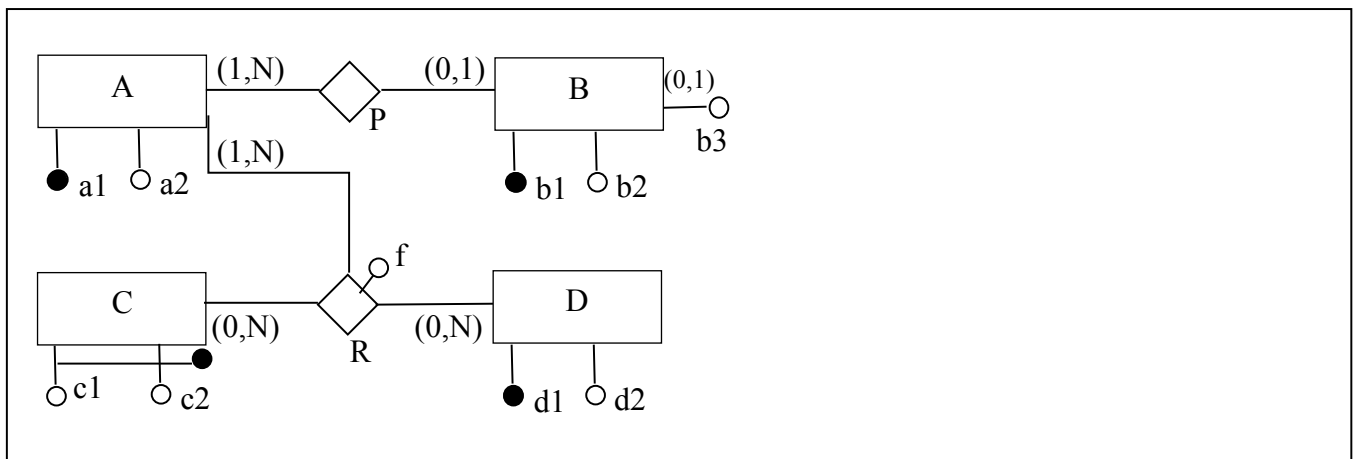 A (1,N) P (0,1) B (0,1)
b3
a1 a2 (1,N) b1 b2
f
C (0,N) R (0,N) D
c1 c2 d1 d2